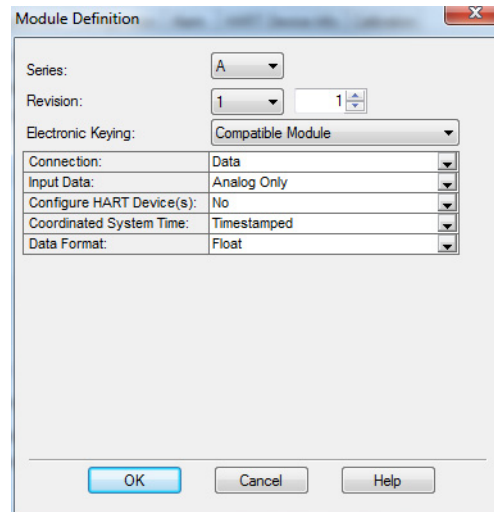 Module Definition
Series: A
Revision: 1 1
Electronic Keying: Compatible Module
Connection: Data
Input Data: Analog Only
Configure HART Device(s): No
Coordinated System Time: Timestamped
Data Format: Float
OK Cancel Help